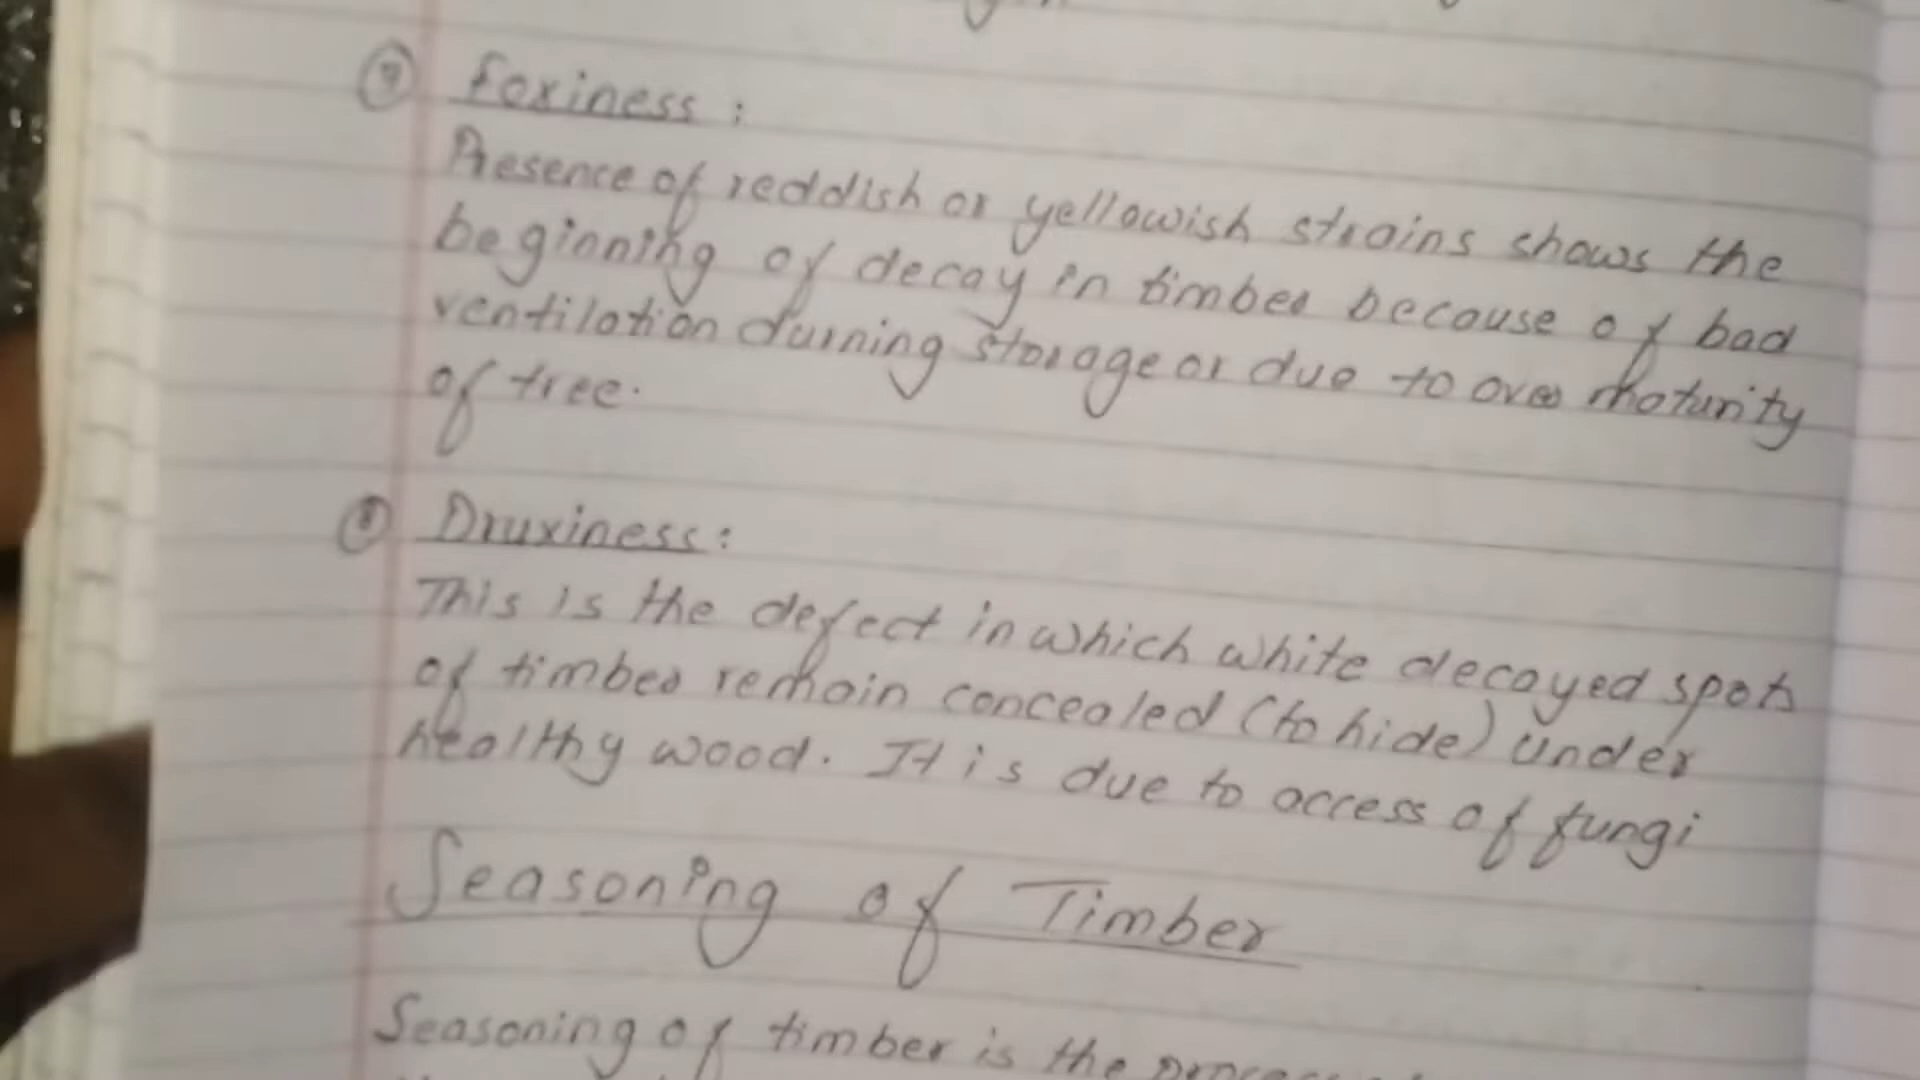 ⑦ Foxiness :
Presence of reddish or yellowish strains shows the
beginning of decay in timber because of bad
ventilation durning storage or due to over maturity
of tree.
⑧ Druxiness :
This is the defect in which white decayed spots
of timber remain concealed (to hide) under
healthy wood. It is due to access of fungi
Seasoning of Timber
Seasoning of timber is the process